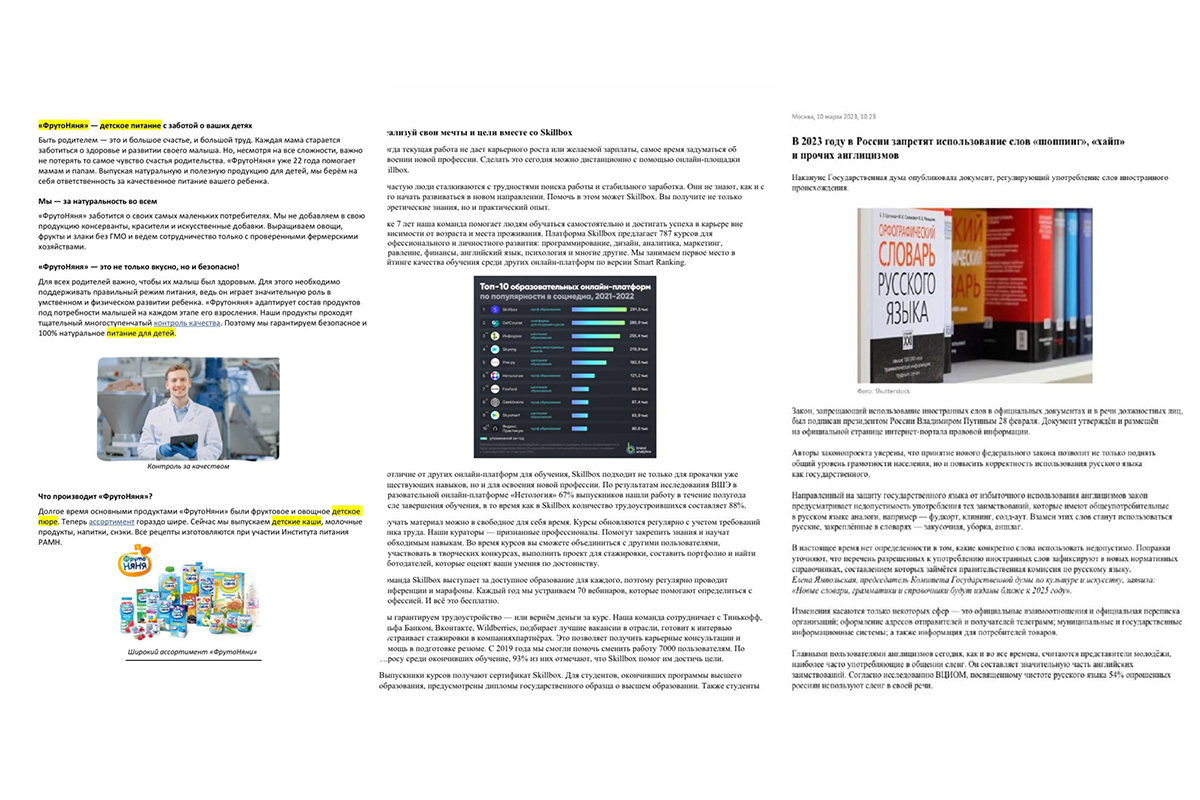 «ФрутоНяня» — детское питание с заботой о ваших детях
Быть родителем — это и большое счастье, и большой труд. Каждая мама старается
заботиться о здоровье и развитии своего малыша. Но, несмотря на все сложности, важно
не потерять то самое чувство счастья родительства. «ФрутоНяня» уже 22 года помогает
мамам и папам. Выпуская натуральную и полезную продукцию для детей, мы берём на
себя ответственность за качественное питание вашего ребенка.
Мы — за натуральность во всем
«ФрутоНяня» заботится о своих самых маленьких потребителях. Мы не добавляем в свою
продукцию консерванты, красители и искусственные добавки. Выращиваем овощи,
фрукты и злаки без ГМО и ведем сотрудничество только с проверенными фермерскими
хозяйствами.
«ФрутоНяня» — это не только вкусно, но и безопасно!
Для всех родителей важно, чтобы их малыш был здоровым. Для этого необходимо
поддерживать правильный режим питания, ведь он играет значительную роль в
умственном и физическом развитии ребенка. «Фрутоняня» адаптирует состав продуктов
под потребности малышей на каждом этапе его взросления. Наши продукты проходят
тщательный многоступенчатый контроль качества. Поэтому мы гарантируем безопасное и
100% натуральное питание для детей.
Контроль за качеством
Что производит «ФрутоНяня»?
Долгое время основными продуктами «ФрутоНяни» были фруктовое и овощное детское
пюре. Теперь ассортимент гораздо шире. Сейчас мы выпускаем детские каши, молочные
продукты, напитки, снэки. Все рецепты изготовляются при участии Института питания
РАМН.
Фруто
Няня
Широкий ассортимент «ФрутоНяни»
ализуй свои мечты и цели вместе со Skillbox
гда текущая работа не дает карьерного роста или желаемой зарплаты, самое время задуматься об
воении новой профессии. Сделать это сегодня можно дистанционно с помощью онлайн-площадки
illbox.
частую люди сталкиваются с трудностями поиска работы и стабильного заработка. Они не знают, как и с
го начать развиваться в новом направлении. Помочь в этом может Skillbox. Вы получите не только
оретические знания, но и практический опыт.
ке 7 лет наша команда помогает людям обучаться самостоятельно и достигать успеха в карьере вне
висимости от возраста и места проживания. Платформа Skillbox предлагает 787 курсов для
офессионального и личностного развития: программирование, дизайн, аналитика, маркетинг,
равление, финансы, английский язык, психология и многие другие. Мы занимаем первое место в
йтинге качества обучения среди других онлайн-платформ по версии Smart Ranking.
Топ-10 образовательных онлайн-платформ
по популярности в соцмедиа, 2021-2022
1 Skillbox
2 GetCourse
3 Инфоурок
4 Skyeng
5 Учи.ру
6 Нетология
7 Foxford
8 Geekbrains
9 Skysmart
10 Яндекс Практикум
brand analytics
отличие от других онлайн-платформ для обучения, Skillbox подходит не только для прокачки уже
ществующих навыков, но и для освоения новой профессии. По результатам исследования ВШЭ в
разовательной онлайн-платформе «Нетология» 67% выпускников нашли работу в течение полугода
сле завершения обучения, в то время как в Skillbox количество трудоустроившихся составляет 88%.
учать материал можно в свободное для себя время. Курсы обновляются регулярно с учетом требований
нка труда. Наши кураторы — признанные профессионалы. Помогут закрепить знания и научат
обходимым навыкам. Во время курсов вы сможете объединиться с другими пользователями,
участвовать в творческих конкурсах, выполнить проект для стажировки, составить портфолио и найти
ботодателей, которые оценят ваши умения по достоинству.
манда Skillbox выступает за доступное образование для каждого, поэтому регулярно проводит
нференции и марафоны. Каждый год мы устраиваем 70 вебинаров, которые помогают определиться с
офессией. И всё это бесплатно.
ы гарантируем трудоустройство — или вернём деньги за курс. Наша команда сотрудничает с Тинькофф,
ьфа Банком, Вконтакте, Wildberries, подбирает лучшие вакансии в отрасли, готовит к интервью
устраивает стажировки в компанияхпартнёрах. Это позволяет получить карьерные консультации и
мощь в подготовке резюме. С 2019 года мы смогли помочь сменить работу 7000 пользователям. По
...росу среди окончивших обучение, 93% из них отмечают, что Skillbox помог им достичь цели.
Выпускники курсов получают сертификат Skillbox. Для студентов, окончивших программы высшего
образования, предусмотрены дипломы государственного образца о высшем образовании. Также студенты
Москва, 10 марта 2023, 10:23
В 2023 году в России запретят использование слов «шоппинг», «хайп»
и прочих англицизмов
Накануне Государственная дума опубликовала документ, регулирующий употребление слов иностранного
происхождения.
ОРФОГРАФИЧЕСКИЙ
СЛОВАРЬ
РУССКОГО
ЯЗЫКА
XXI
Фото: Shutterstock
Закон, запрещающий использование иностранных слов в официальных документах и в речи должностных лиц,
был подписан президентом России Владимиром Путиным 28 февраля. Документ утверждён и размещён
на официальной странице интернет-портала правовой информации.
Авторы законопроекта уверены, что принятие нового федерального закона позволит не только поднять
общий уровень грамотности населения, но и повысить корректность использования русского языка
как государственного.
Направленный на защиту государственного языка от избыточного использования англицизмов закон
предусматривает недопустимость употребления тех заимствований, которые имеют общеупотребительные
в русском языке аналоги, например — фудкорт, клининг, солд-аут. Взамен этих слов станут использоваться
русские, закреплённые в словарях — закусочная, уборка, аншлаг.
В настоящее время нет определенности в том, какие конкретно слова использовать недопустимо. Поправки
уточняют, что перечень разрешенных к употреблению иностранных слов зафиксируют в новых нормативных
справочниках, составлением которых займётся правительственная комиссия по русскому языку,
Елена Ямпольская, председатель Комитета Государственной думы по культуре и искусству, заявила:
«Новые словари, грамматики и справочники будут изданы ближе к 2025 году».
Изменения касаются только некоторых сфер — это официальные взаимоотношения и официальная переписка
организаций; оформление адресов отправителей и получателей телеграмм; муниципальные и государственные
информационные системы; а также информация для потребителей товаров.
Главными пользователями англицизмов сегодня, как и во все времена, считаются представители молодёжи,
наиболее часто употребляющие в общении сленг. Он составляет значительную часть английских
заимствований. Согласно исследованию ВЦИОМ, посвященному чистоте русского языка 54% опрошенных
россиян используют сленг в своей речи.